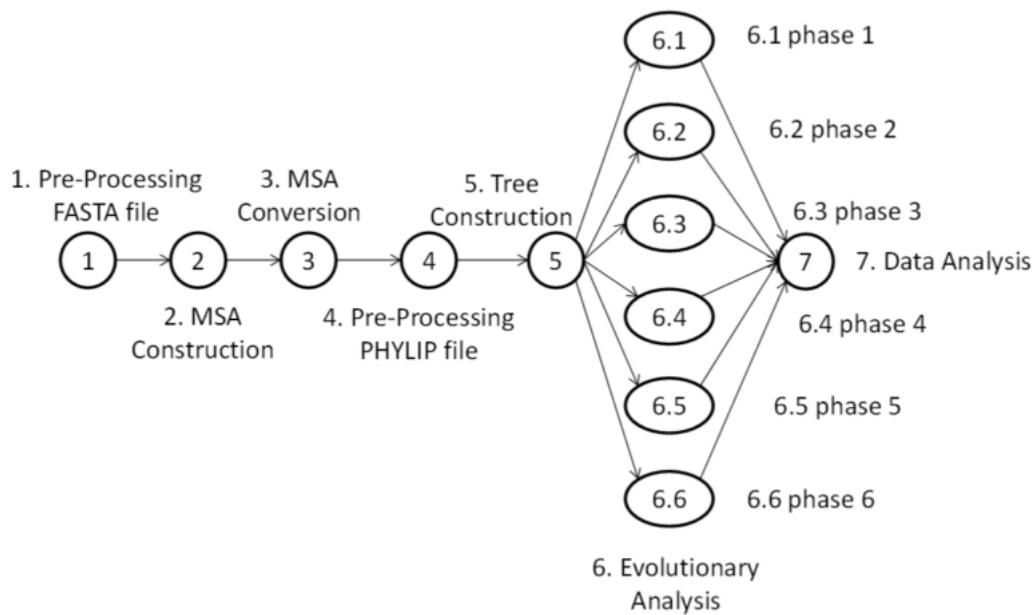 6.1
6.1 phase 1
6.2
6.2 phase 2
1. Pre-Processing
FASTA file
3. MSA
Conversion
5. Tree
Construction
6.3
6.3 phase 3
1
2
3
4
5
7
7. Data Analysis
2. MSA
Construction
4. Pre-Processing
PHYLIP file
6.4
6.4 phase 4
6.5
6.5 phase 5
6.6
6.6 phase 6
6. Evolutionary
Analysis